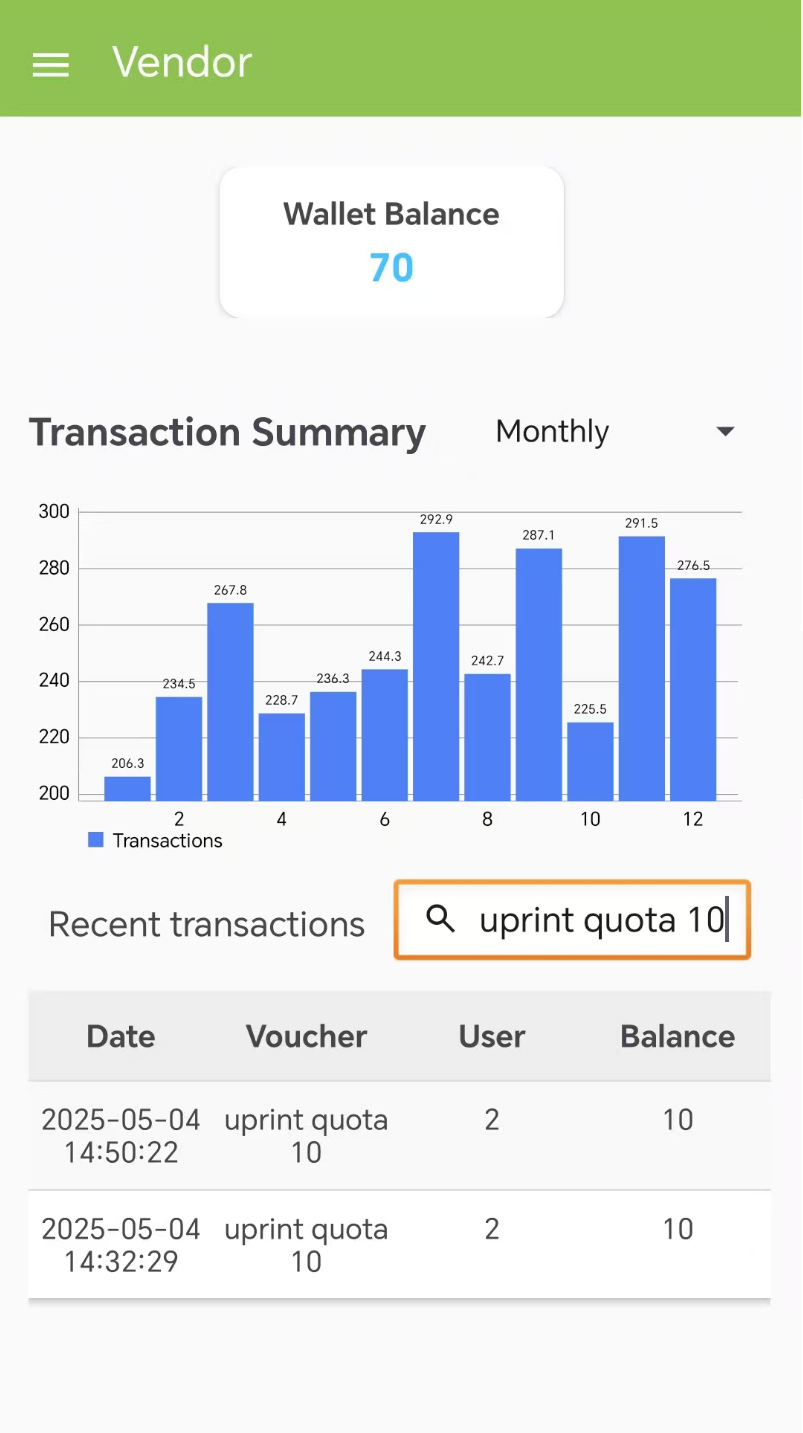 Vendor
Wallet Balance
70
Transaction Summary Monthly
300
280
260
240
220
200
206.3
234.5
267.8
228.7
236.3
244.3
292.9
242.7
287.1
225.5
291.5
276.5
2 4 6 8 10 12
Transactions
Recent transactions uprint quota 10
Date Voucher User Balance
2025-05-04 uprint quota 2 10
14:50:22 10
2025-05-04 uprint quota 2 10
14:32:29 10